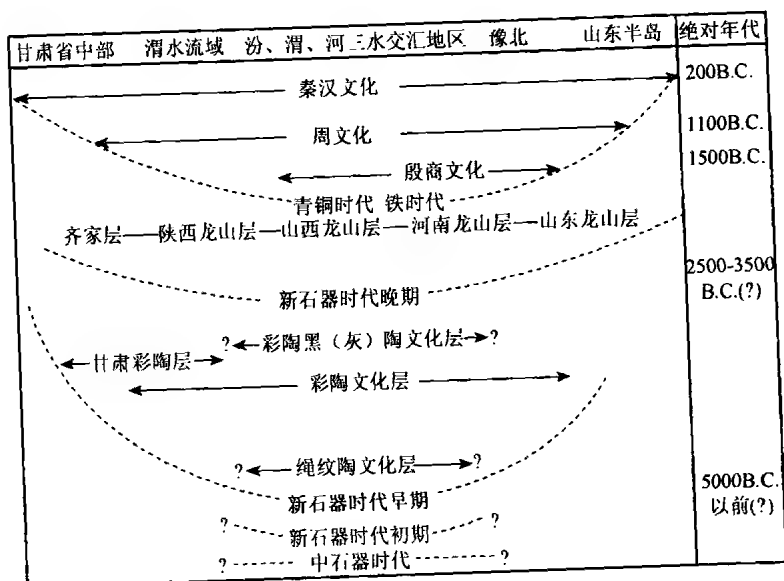 甘肃省中部 渭水流域 汾、渭、河三水交汇地区 豫北 山东半岛 绝对年代
秦汉文化 200B.C.
周文化 1100B.C.
殷商文化 1500B.C.
青铜时代 铁时代
齐家层—陕西龙山层—山西龙山层—河南龙山层—山东龙山层
新石器时代晚期 2500-3500
B.C.(?)
? 彩陶黑（灰）陶文化层 ?
甘肃彩陶层
彩陶文化层
? 绳纹陶文化层 ?
新石器时代早期 5000B.C.
以前(?)
? 新石器时代初期 ?
? 中石器时代 ?